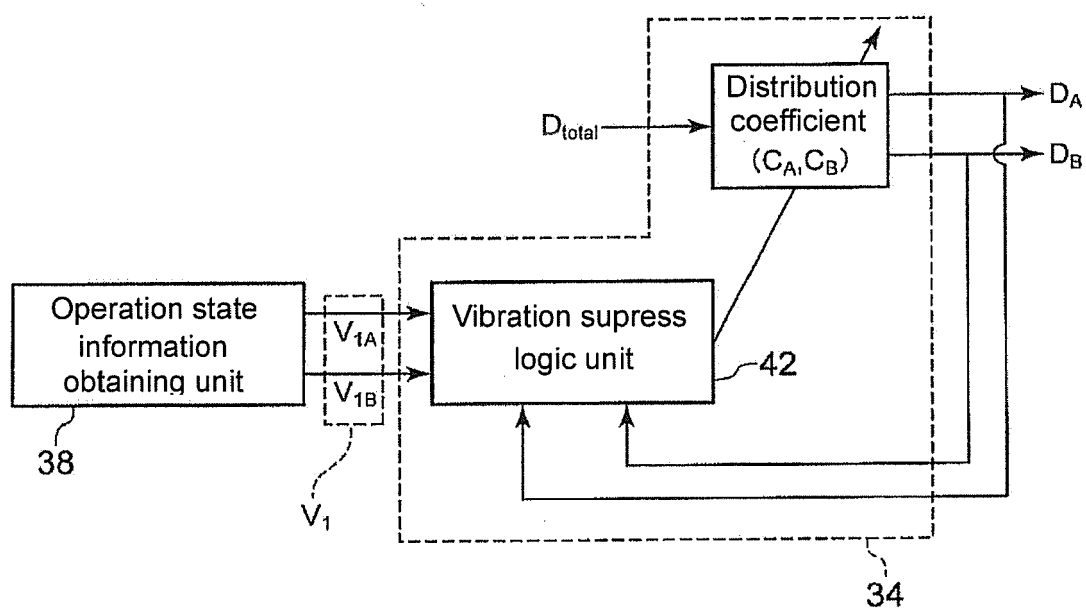 Distribution
coefficient
(CA,CB)
Dtotal
DA
DB
Operation state
information
obtaining unit
V1A
V1B
Vibration supress
logic unit
42
38
V1
34